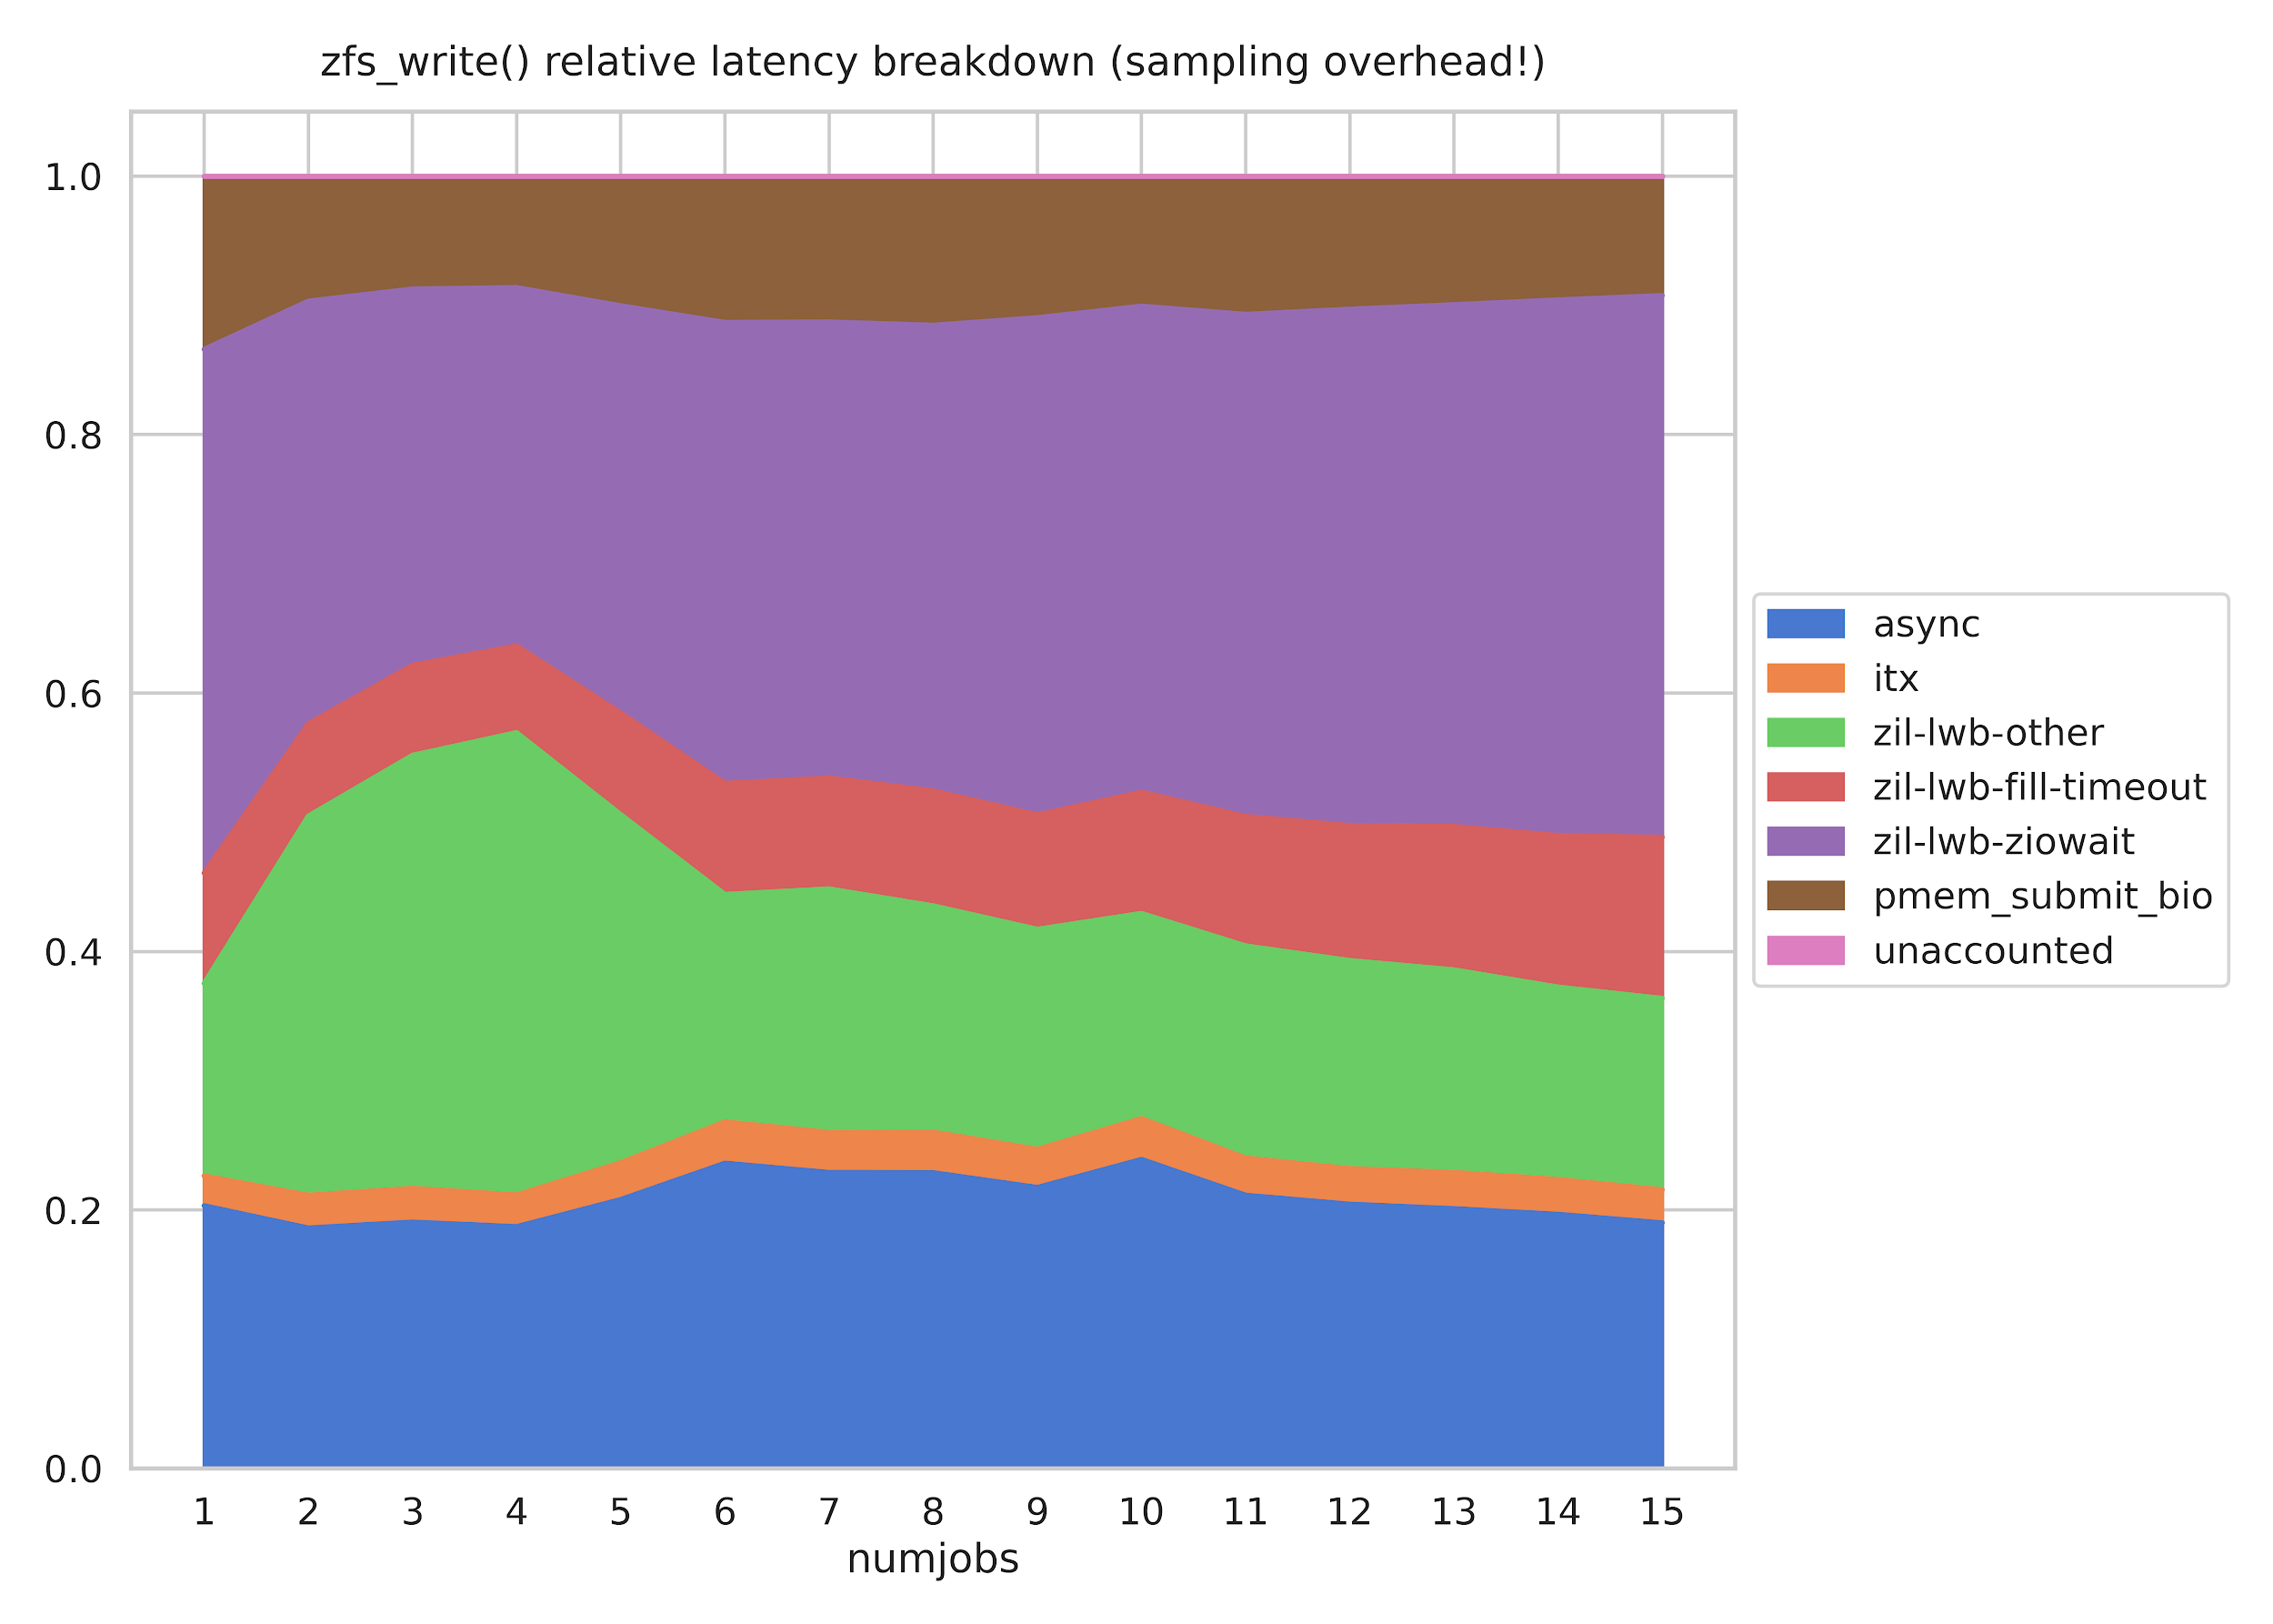 zfs_write() relative latency breakdown (sampling overhead!)
1.0
0.8
0.6
0.4
0.2
0.0
1 2 3 4 5 6 7 8 9 10 11 12 13 14 15
numjobs
async
itx
zil-lwb-other
zil-lwb-fill-timeout
zil-lwb-ziowait
pmem_submit_bio
unaccounted